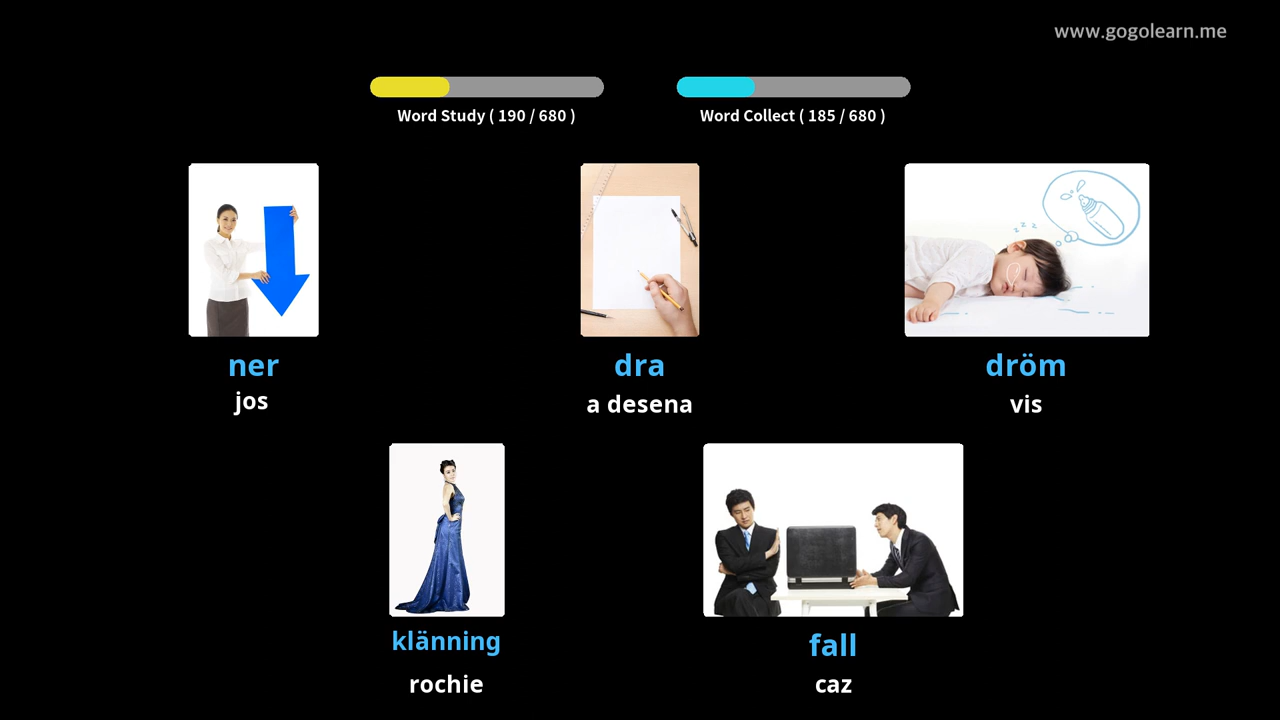 www.gogolearn.me
Word Study ( 190 / 680 )
Word Collect ( 185 / 680 )
ner
jos
dra
a desena
dröm
vis
klänning
rochie
fall
caz